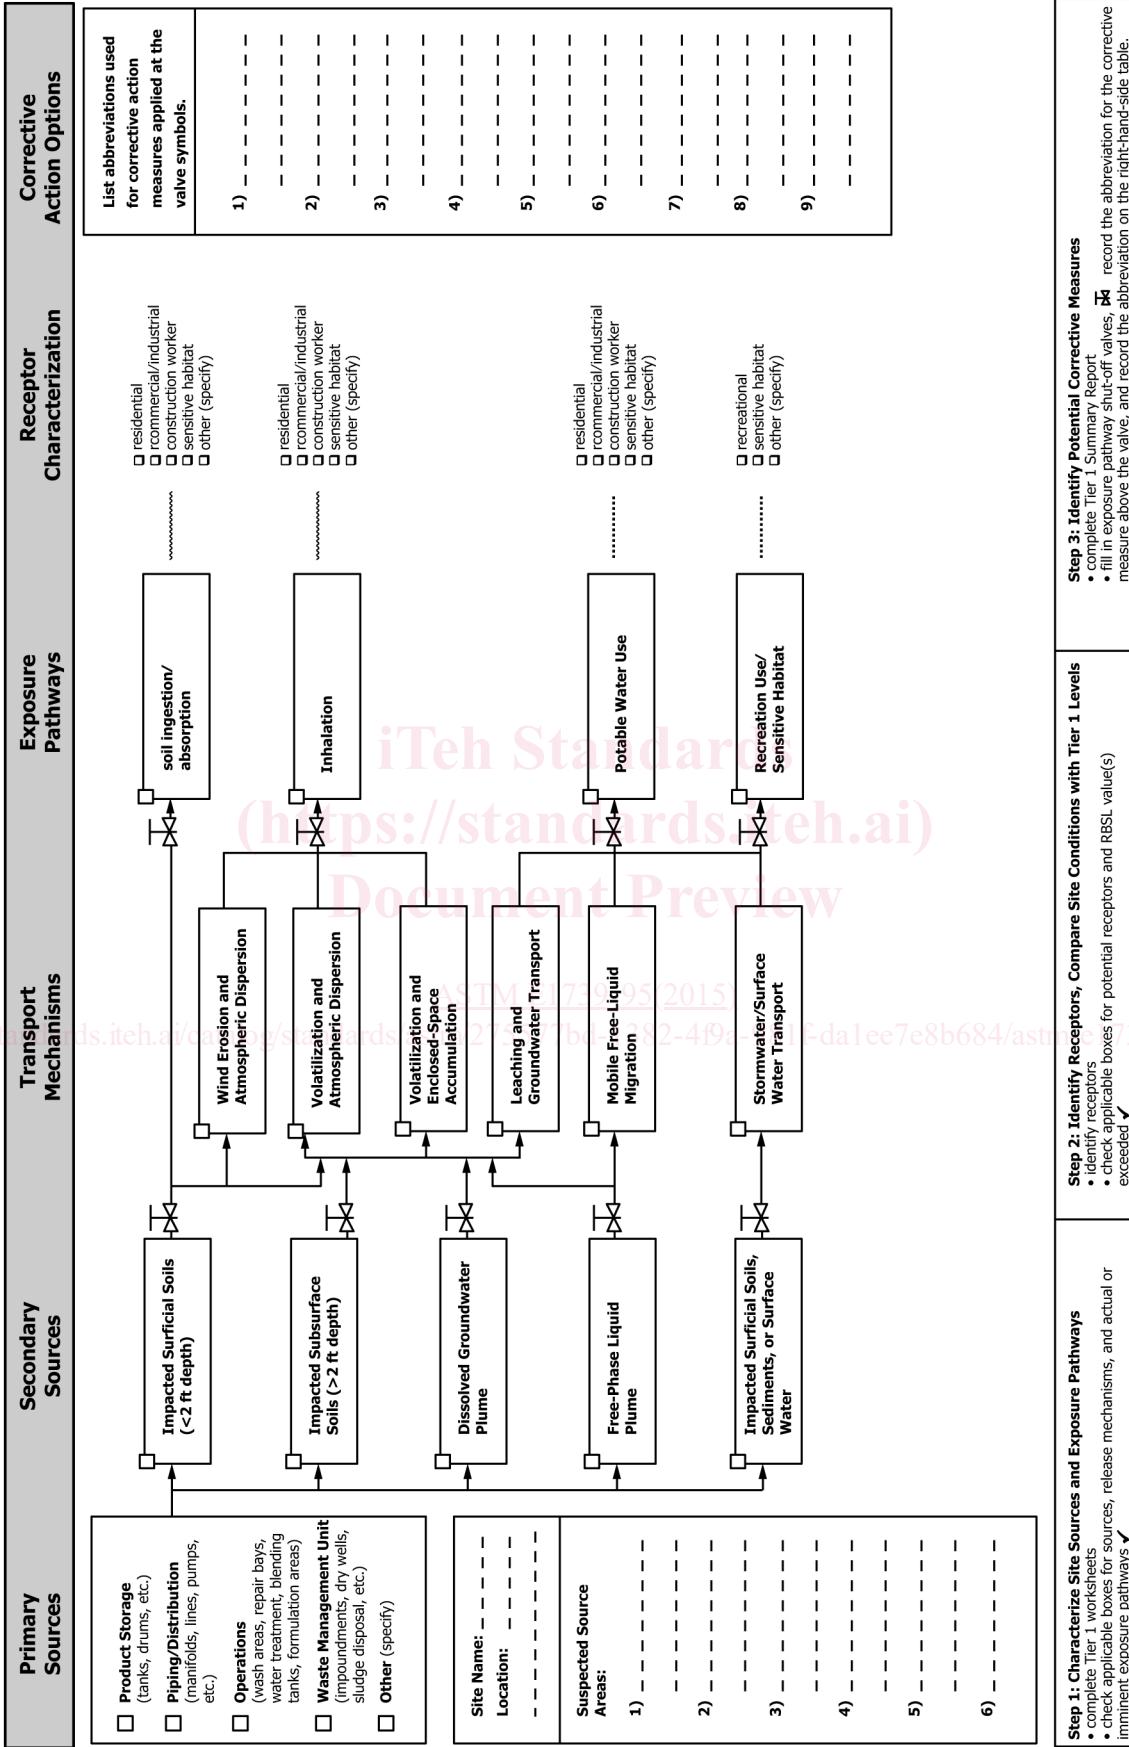 Primary
Sources
Secondary
Sources
Transport
Mechanisms
Exposure
Pathways
Receptor
Characterization
Corrective
Action Options
Product Storage
(tanks, drums, etc.)
Piping/Distribution
(manifolds, lines, pumps,
etc.)
Operations
(wash areas, repair bays,
water treatment, blending
tanks, formulation areas)
Waste Management Unit
(impoundments, dry wells,
sludge disposal, etc.)
Other (specify)
Site Name:
Location:
Suspected Source
Areas:
1)
2)
3)
4)
5)
6)
Impacted Surficial Soils
(<2 ft depth)
Impacted Subsurface
Soils (>2 ft depth)
Dissolved Groundwater
Plume
Free-Phase Liquid
Plume
Impacted Surficial Soils,
Sediments, or Surface
Water
Wind Erosion and
Atmospheric Dispersion
Volatilization and
Atmospheric Dispersion
Volatilization and
Enclosed-Space
Accumulation
Leaching and
Groundwater Transport
Mobile Free-Liquid
Migration
Stormwater/Surface
Water Transport
soil ingestion/
absorption
Inhalation
Potable Water Use
Recreation Use/
Sensitive Habitat
residential
rcommercial/industrial
construction worker
sensitive habitat
other (specify)
residential
rcommercial/industrial
construction worker
sensitive habitat
other (specify)
residential
rcommercial/industrial
construction worker
sensitive habitat
other (specify)
recreational
sensitive habitat
other (specify)
List abbreviations used
for corrective action
measures applied at the
valve symbols.
1)
2)
3)
4)
5)
6)
7)
8)
9)
Step 1: Characterize Site Sources and Exposure Pathways
• complete Tier 1 worksheets
• check applicable boxes for sources, release mechanisms, and actual or
imminent exposure pathways ✓
Step 2: Identify Receptors, Compare Site Conditions with Tier 1 Levels
• identify receptors
• check applicable boxes for potential receptors and RBSL value(s)
exceeded ✓
Step 3: Identify Potential Corrective Measures
• complete Tier 1 Summary Report
• fill in exposure pathway shut-off valves, record the abbreviation for the corrective
measure above the valve, and record the abbreviation on the right-hand-side table.
iTeh Standards
(https://standards.iteh.ai)
Document Preview